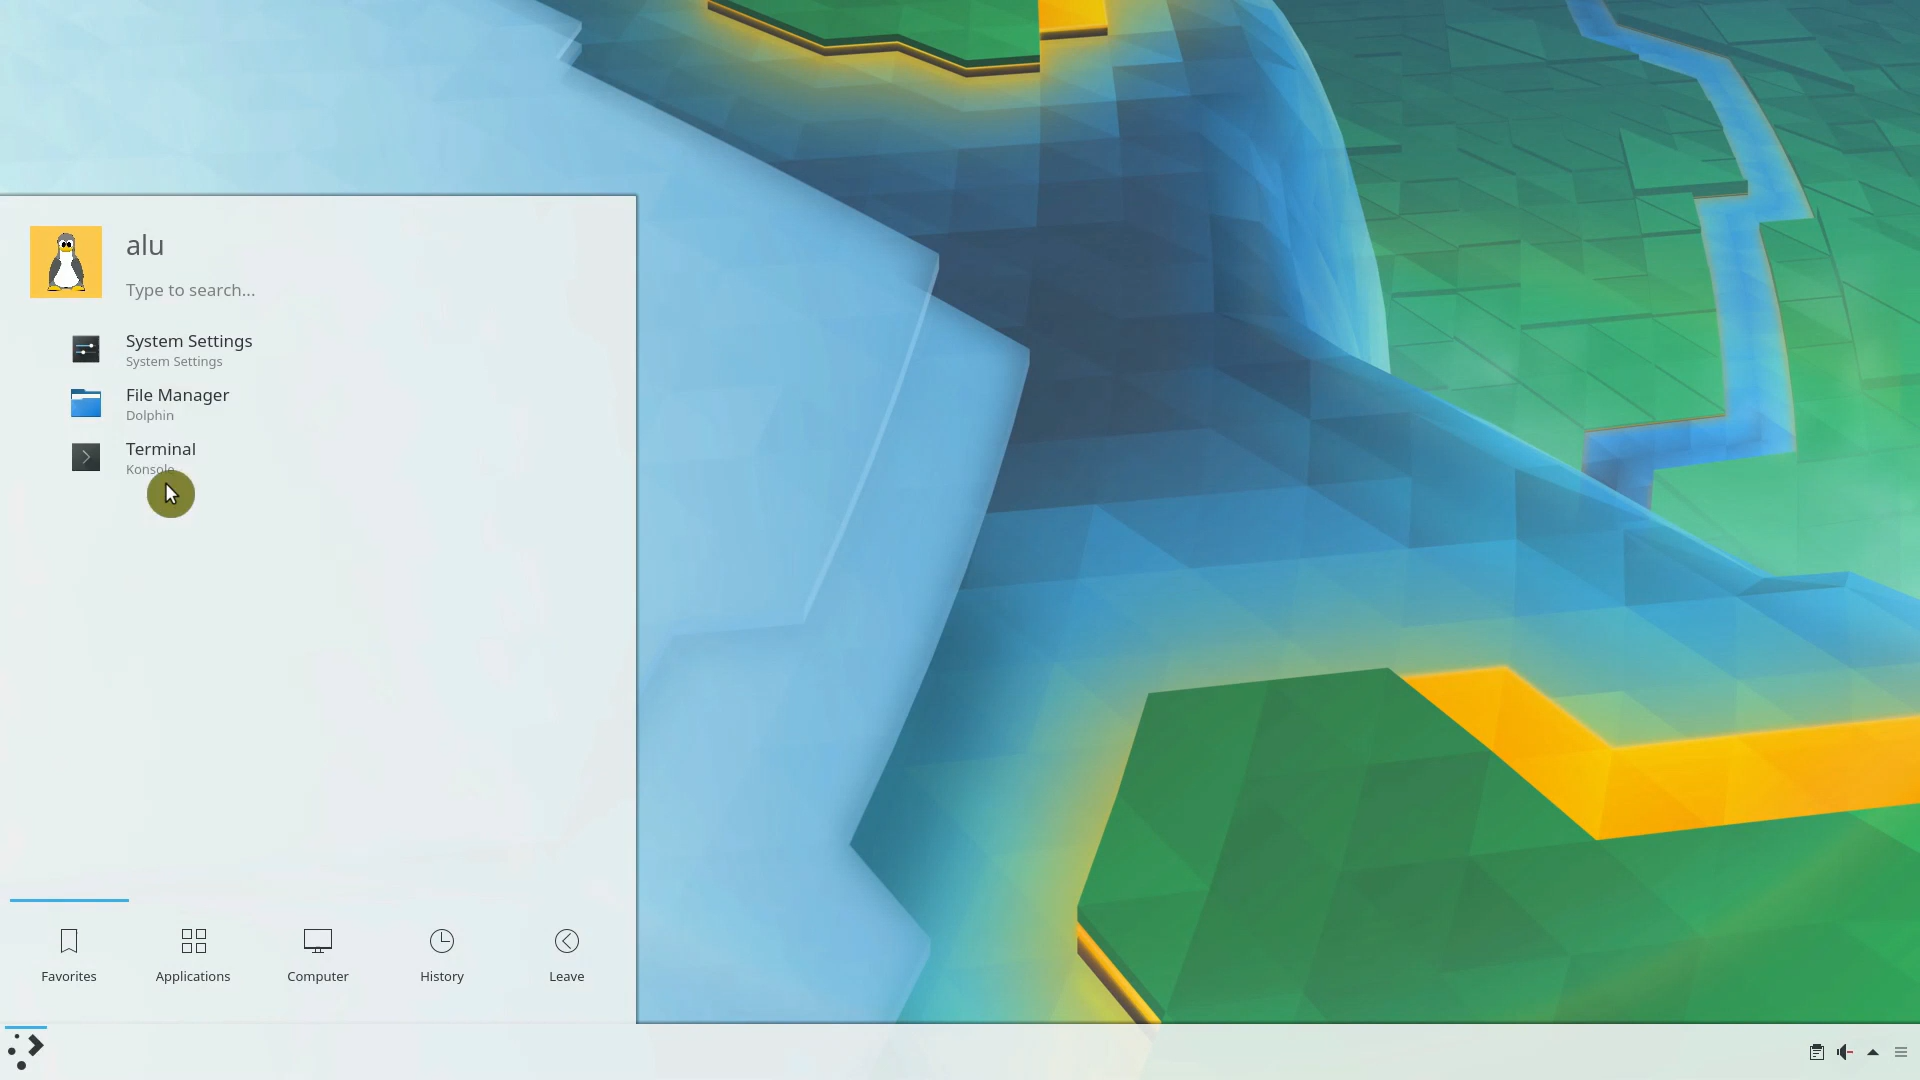 alu
Type to search...
System Settings
System Settings
File Manager
Dolphin
Terminal
Konsole
Favorites
Applications
Computer
History
Leave